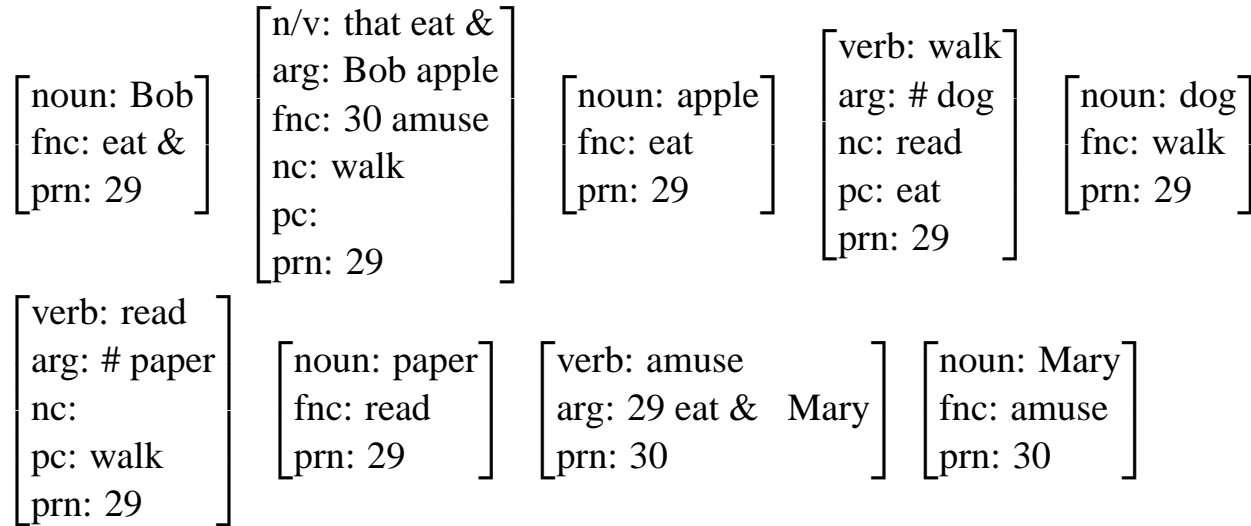 noun: Bob
fnc: eat &
prn: 29
n/v: that eat &
arg: Bob apple
fnc: 30 amuse
nc: walk
pc:
prn: 29
noun: apple
fnc: eat
prn: 29
verb: walk
arg: # dog
nc: read
pc: eat
prn: 29
noun: dog
fnc: walk
prn: 29
verb: read
arg: # paper
nc:
pc: walk
prn: 29
noun: paper
fnc: read
prn: 29
verb: amuse
arg: 29 eat & Mary
prn: 30
noun: Mary
fnc: amuse
prn: 30